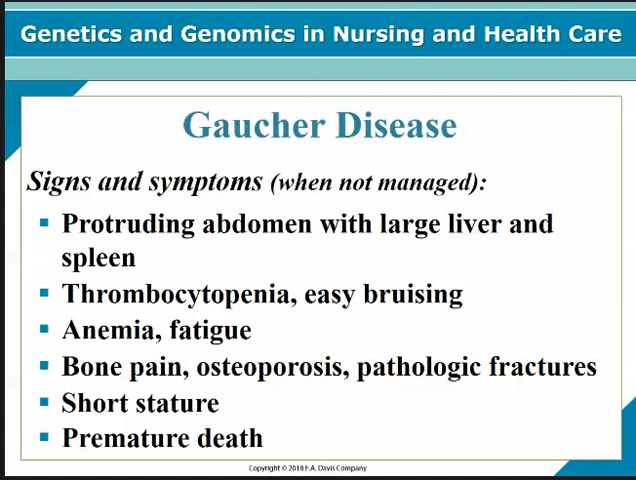 Genetics and Genomics in Nursing and Health Care
Gaucher Disease
Signs and symptoms (when not managed):
▪ Protruding abdomen with large liver and
spleen
▪ Thrombocytopenia, easy bruising
▪ Anemia, fatigue
▪ Bone pain, osteoporosis, pathologic fractures
▪ Short stature
▪ Premature death
Copyright © 2018 F.A. Davis Company